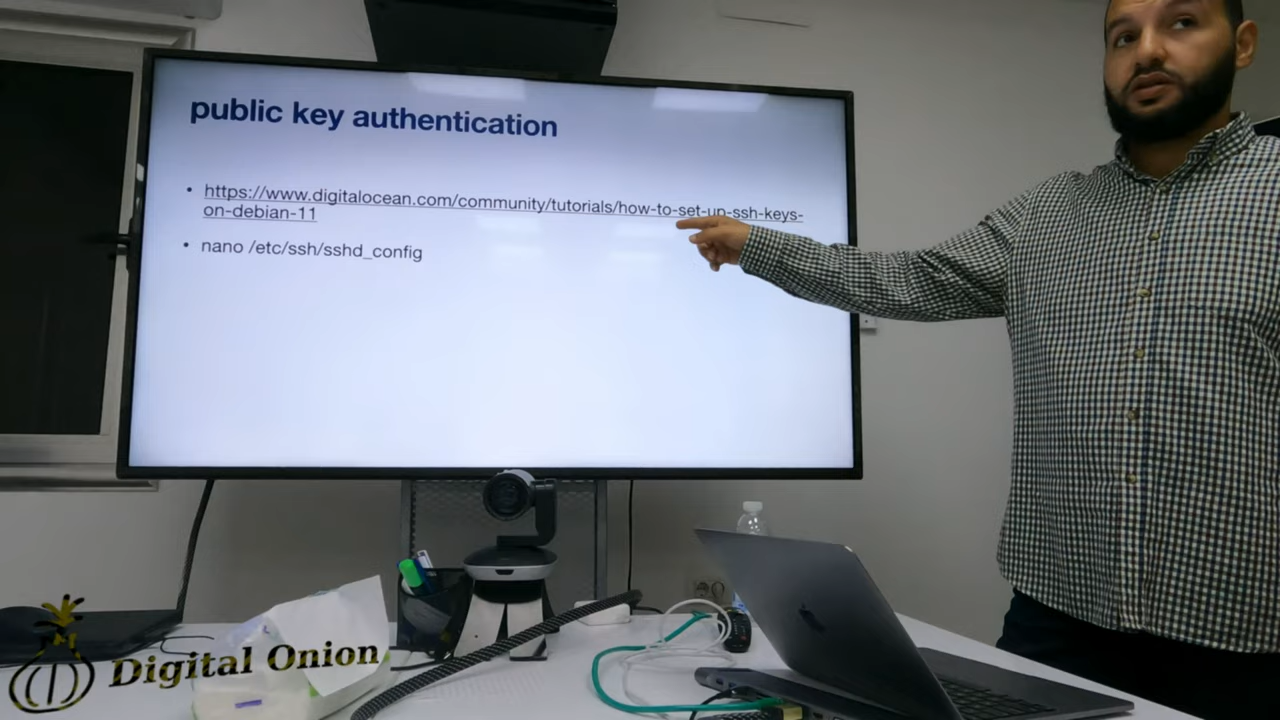 public key authentication
• https://www.digitalocean.com/community/tutorials/how-to-set-up-ssh-keys-
on-debian-11
• nano /etc/ssh/sshd_config
Digital Onion